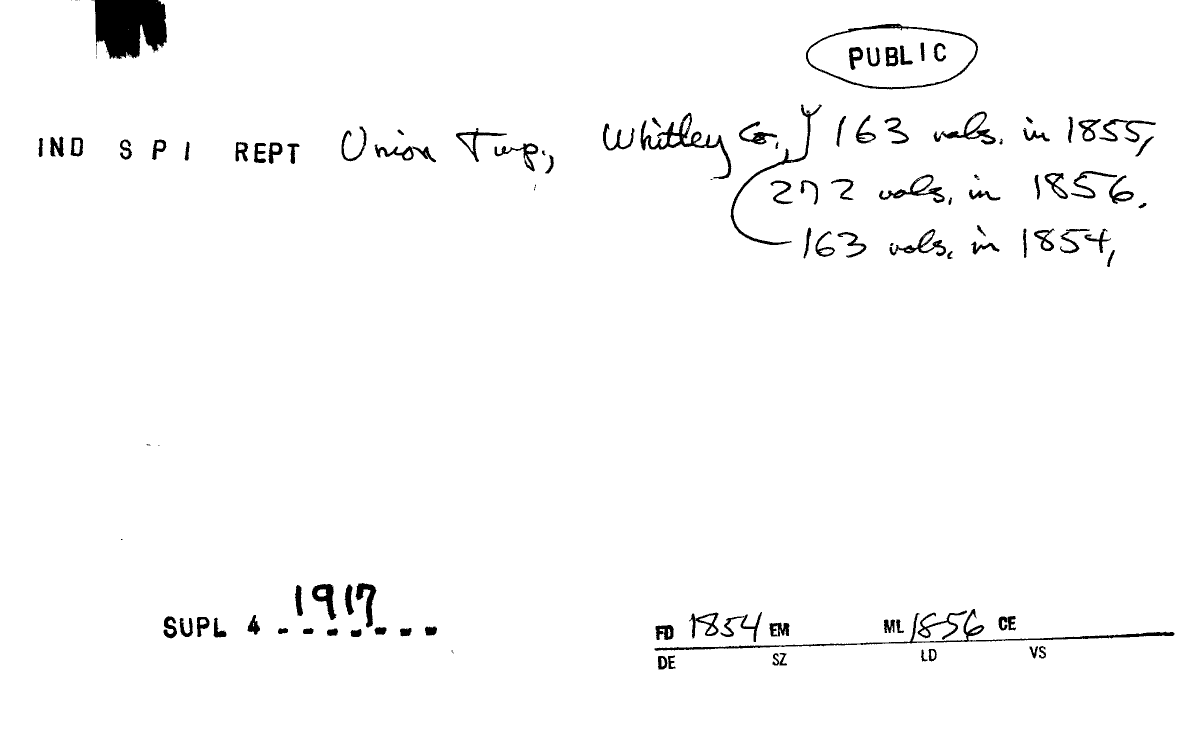 PUBLIC
IND S P I REPT Union Twp., Whitley Co., 163 vols. in 1855,
272 vols. in 1856.
163 vols. in 1854,
SUPL 4 1917
FD 1854 EM ML 1856 CE
DE SZ LD VS